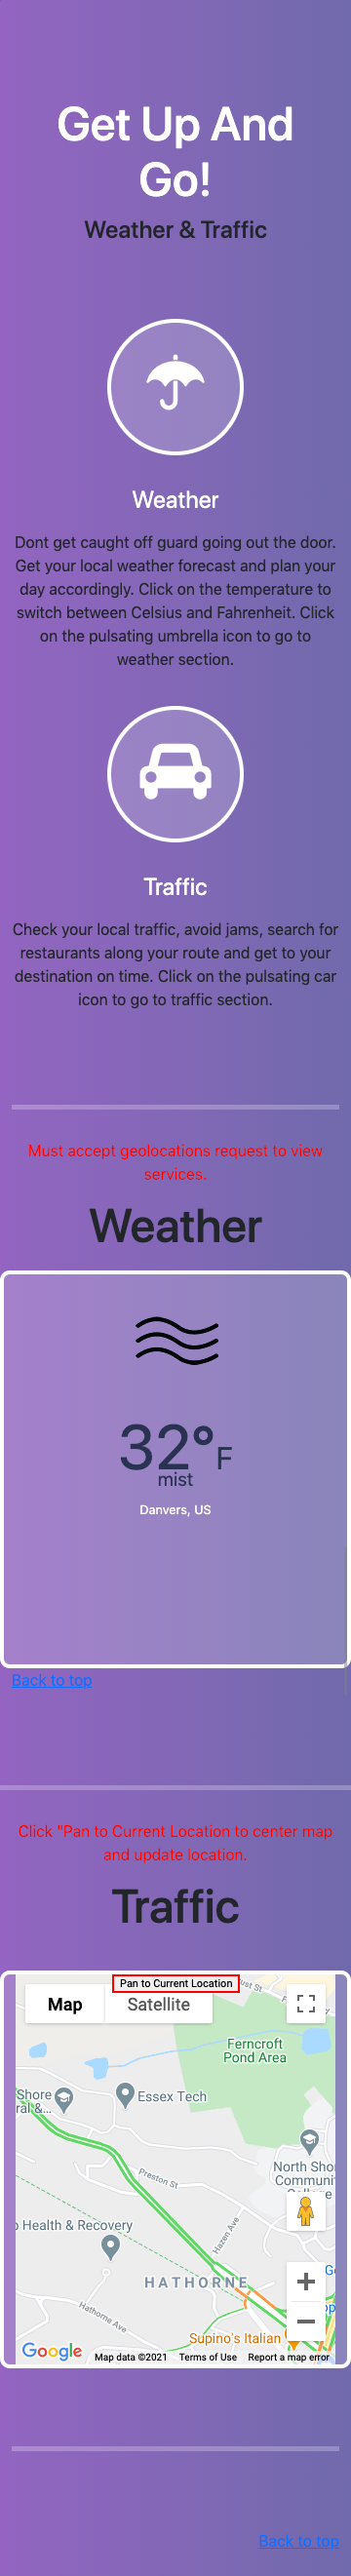 Get Up And
Go!
Weather & Traffic
Weather
Dont get caught off guard going out the door.
Get your local weather forecast and plan your
day accordingly. Click on the temperature to
switch between Celsius and Fahrenheit. Click
on the pulsating umbrella icon to go to
weather section.
Traffic
Check your local traffic, avoid jams, search for
restaurants along your route and get to your
destination on time. Click on the pulsating car
icon to go to traffic section.
Must accept geolocations request to view
services.
Weather
32°F
mist
Danvers, US
Back to top
Click "Pan to Current Location to center map
and update location.
Traffic
Pan to Current Location
Map Satellite
Ferncroft
Pond Area
Shore
Essex Tech
North Shor
Communi
Preston St
Health & Recovery
Hazen Ave
HATHORNE
Hathorne Ave
Supino's Italian
Google Map data ©2021 Terms of Use Report a map error
Back to top